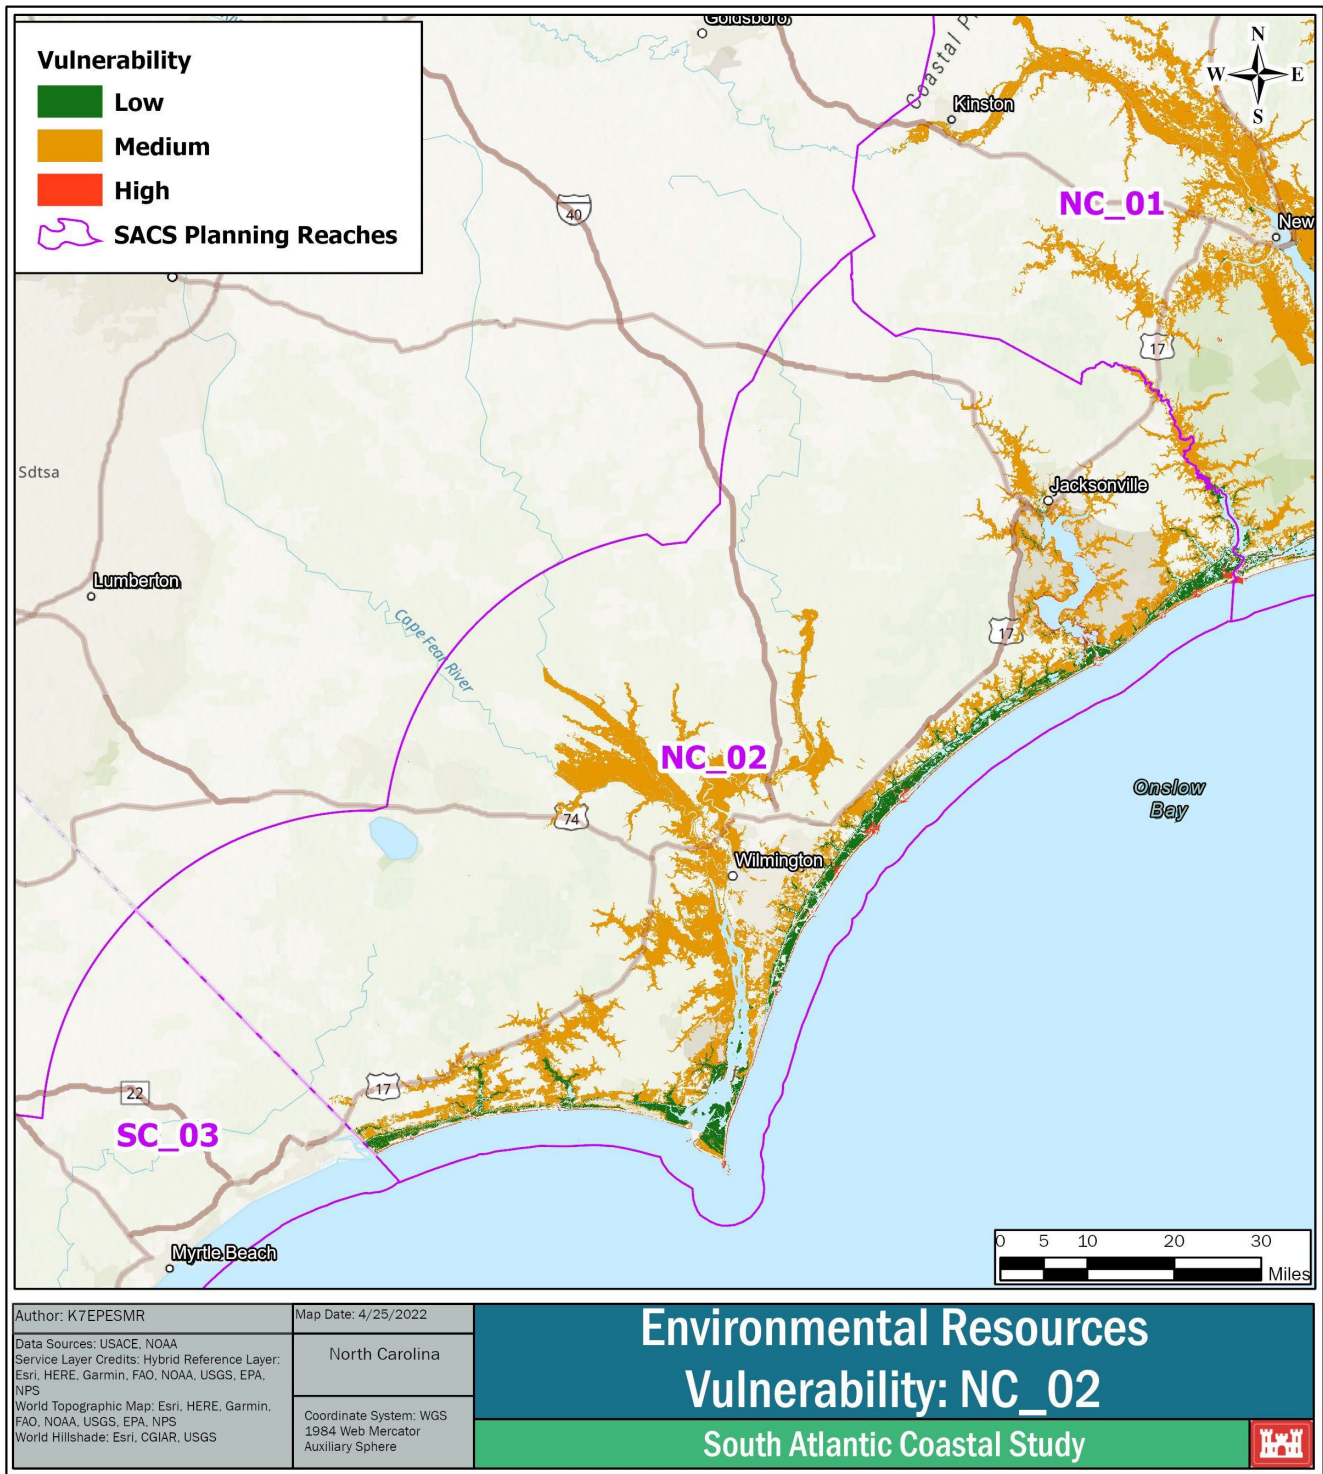 Vulnerability
Low
Medium
High
SACS Planning Reaches
Goldsboro
Coastal
N
W
E
S
Kinston
40
NC_01
New
17
Sdtsa
Jacksonville
Lumberton
Cape Fear River
17
NC_02
Onslow
Bay
74
Wilmington
17
22
SC_03
Myrtle Beach
0 5 10 20 30
Miles
Author: K7EPESMR
Data Sources: USACE, NOAA
Service Layer Credits: Hybrid Reference Layer:
Esri, HERE, Garmin, FAO, NOAA, USGS, EPA,
NPS
World Topographic Map: Esri, HERE, Garmin,
FAO, NOAA, USGS, EPA, NPS
World Hillshade: Esri, CGIAR, USGS
Map Date: 4/25/2022
North Carolina
Coordinate System: WGS
1984 Web Mercator
Auxiliary Sphere
Environmental Resources
Vulnerability: NC_02
South Atlantic Coastal Study